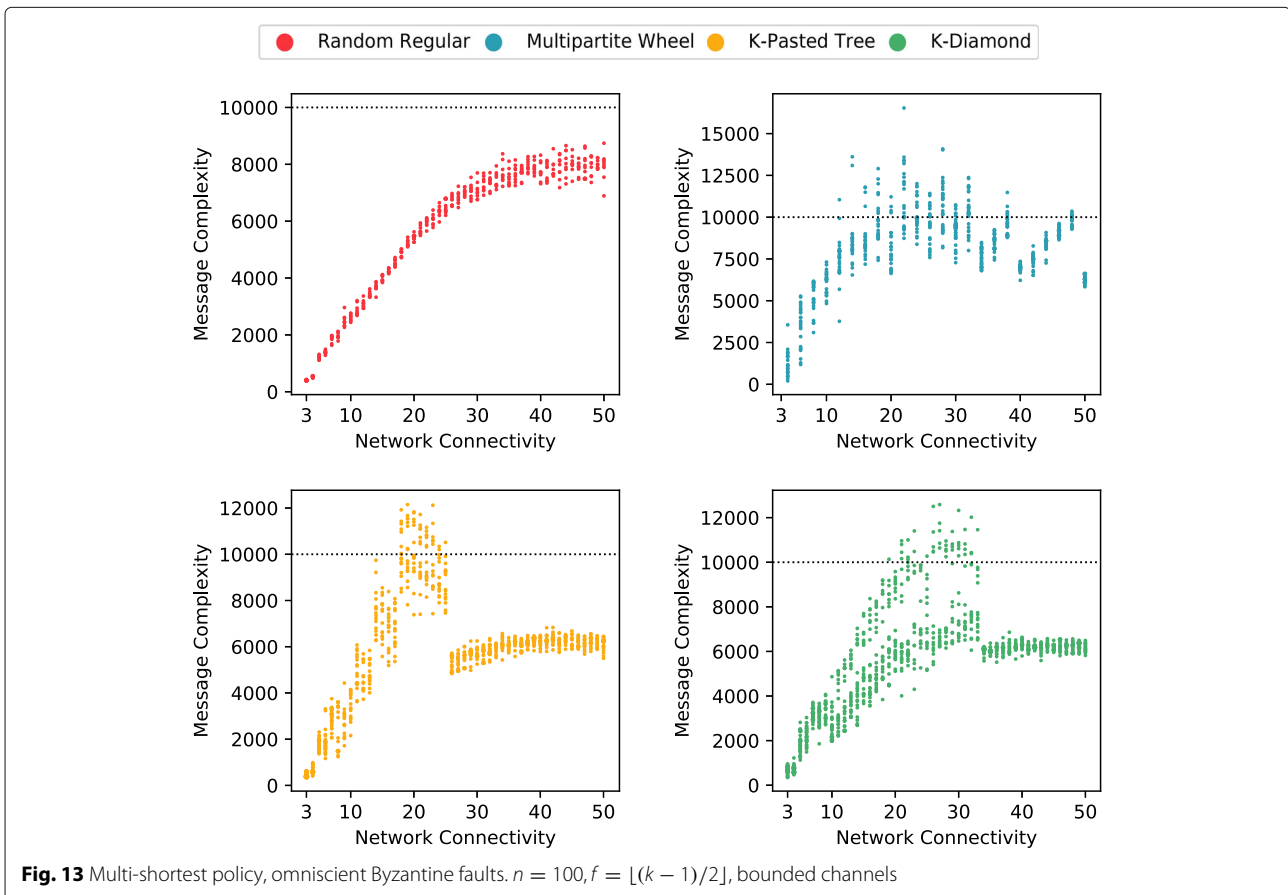 Random Regular Multipartite Wheel K-Pasted Tree K-Diamond
10000
8000
6000
4000
2000
0
Message Complexity
3 10 20 30 40 50
Network Connectivity
15000
12500
10000
7500
5000
2500
0
Message Complexity
3 10 20 30 40 50
Network Connectivity
12000
10000
8000
6000
4000
2000
0
Message Complexity
3 10 20 30 40 50
Network Connectivity
12000
10000
8000
6000
4000
2000
0
Message Complexity
3 10 20 30 40 50
Network Connectivity
Fig. 13 Multi-shortest policy, omniscient Byzantine faults. n = 100, f = ⌊(k − 1)/2⌋, bounded channels